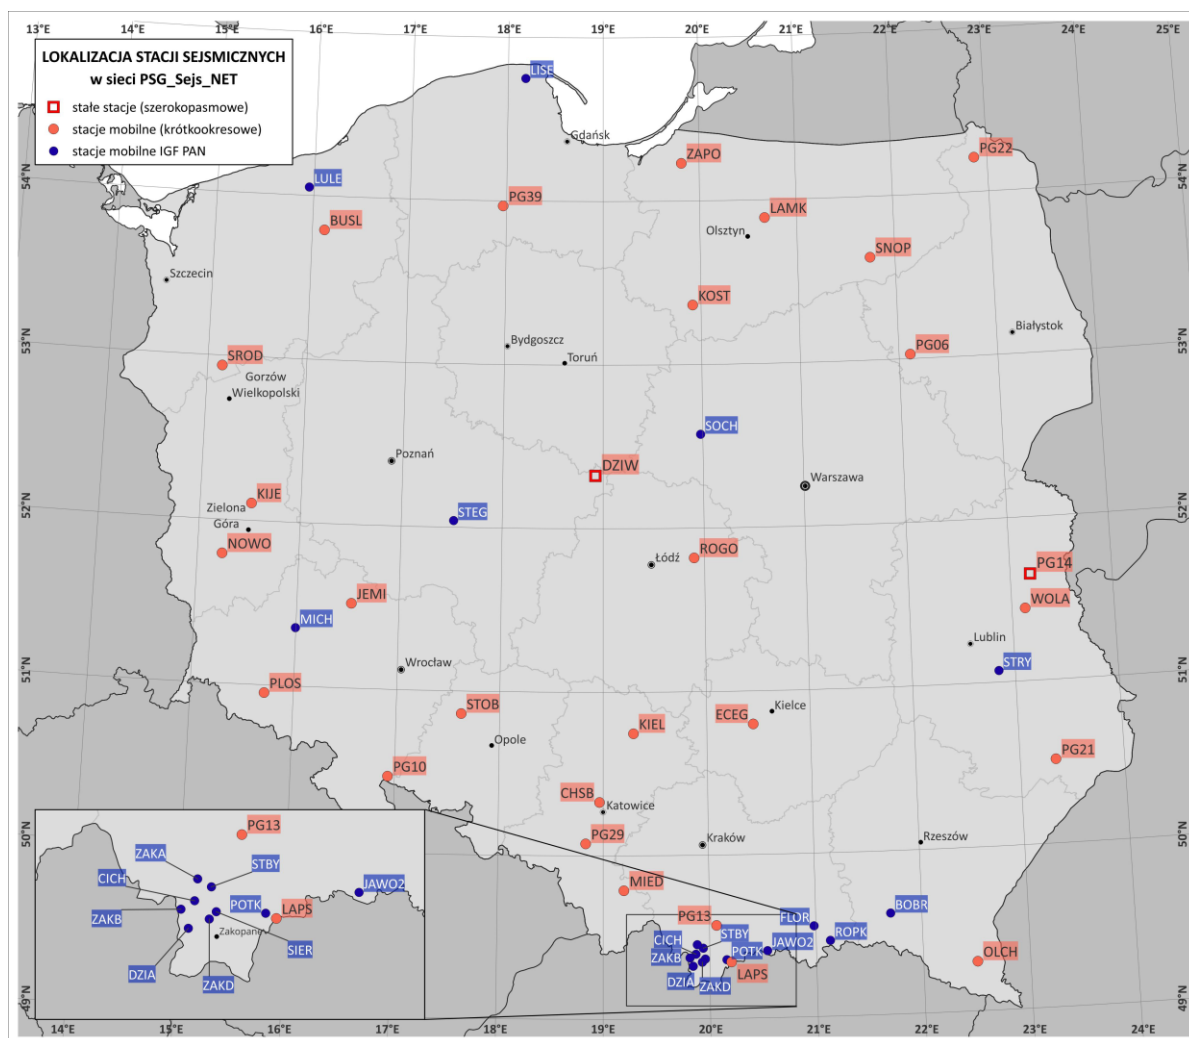 13°E 14°E 15°E 16°E 17°E 18°E 19°E 20°E 21°E 22°E 23°E 24°E 25°E
LOKALIZACJA STACJI SEJSMICZNYCH
w sieci PSG_Sejs_NET
stałe stacje (szerokopasmowe)
stacje mobilne (krótkookresowe)
stacje mobilne IGF PAN
LISE
Gdańsk
ZAPO
PG22
54°N
54°N
LULE
PG39
LAMK
BUSL
Olsztyn
SNOP
Szczecin
KOST
53°N
53°N
Białystok
Bydgoszcz
PG06
SROD
Toruń
Gorzów
Wielkopolski
SOCH
Poznań
DZIW
Warszawa
KIJE
52°N
52°N
Zielona
Góra
STEG
NOWO
ROGO
Łódź
PG14
JEMI
WOLA
MICH
Lublin
Wrocław
STRY
51°N
51°N
PLOS
STOB
ECEG
Kielce
KIEL
Opole
PG21
PG10
CHSB
Katowice
PG13
PG29
50°N
50°N
Kraków
Rzeszów
ZAKA
STBY
CICH
JAWO2
MIED
POTK
LAPS
BOBR
ZAKB
PG13
FLOR
Zakopane
ROPK
STBY
CICH
JAWO2
SIER
POTK
ZAKB
OLCH
DZIA
LAPS
ZAKD
DZIA
ZAKD
49°N
49°N
14°E 15°E 16°E 17°E 18°E 19°E 20°E 21°E 22°E 23°E 24°E